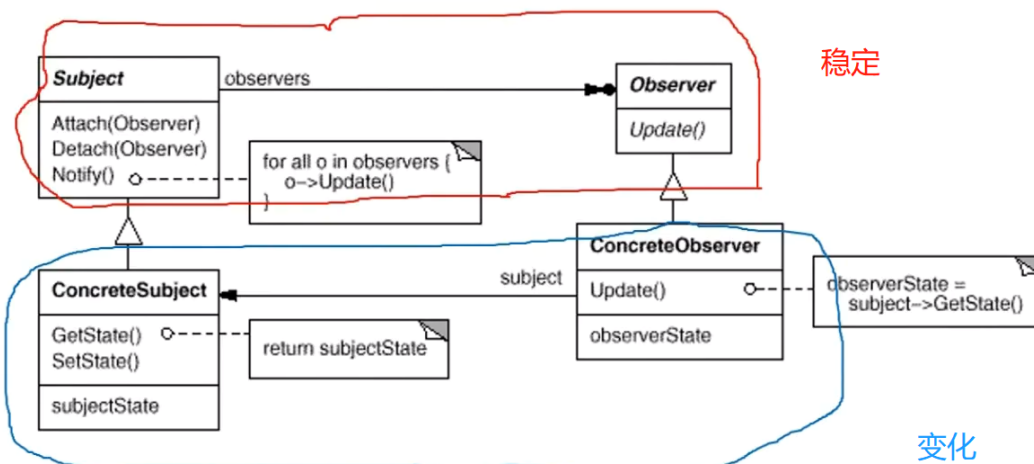 稳定
Subject
observers
Observer
Attach(Observer)
Detach(Observer)
Notify()
Update()
for all o in observers {
o->Update()
}
ConcreteSubject
subject
ConcreteObserver
GetState()
SetState()
return subjectState
Update()
observerState =
subject->GetState()
subjectState
observerState
变化